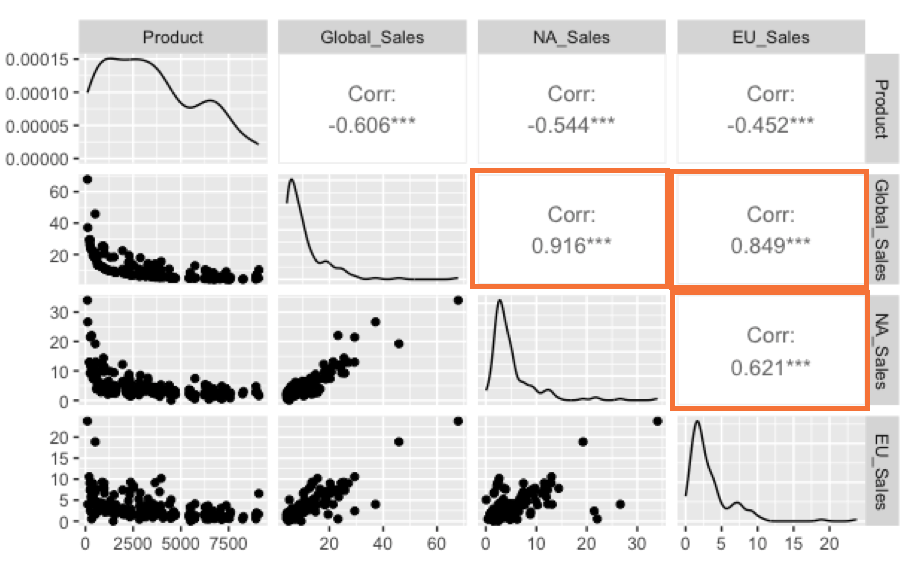 Product Global_Sales NA_Sales EU_Sales
0.00015
0.00010
0.00005
0.00000
Corr:
-0.606***
Corr:
-0.544***
Corr:
-0.452***
Product
60
40
20
Corr:
0.916***
Corr:
0.849***
Global_Sales
30
20
10
0
Corr:
0.621***
NA_Sales
20
15
10
5
0
EU_Sales
0 2500 5000 7500 20 40 60 0 10 20 30 0 5 10 15 20